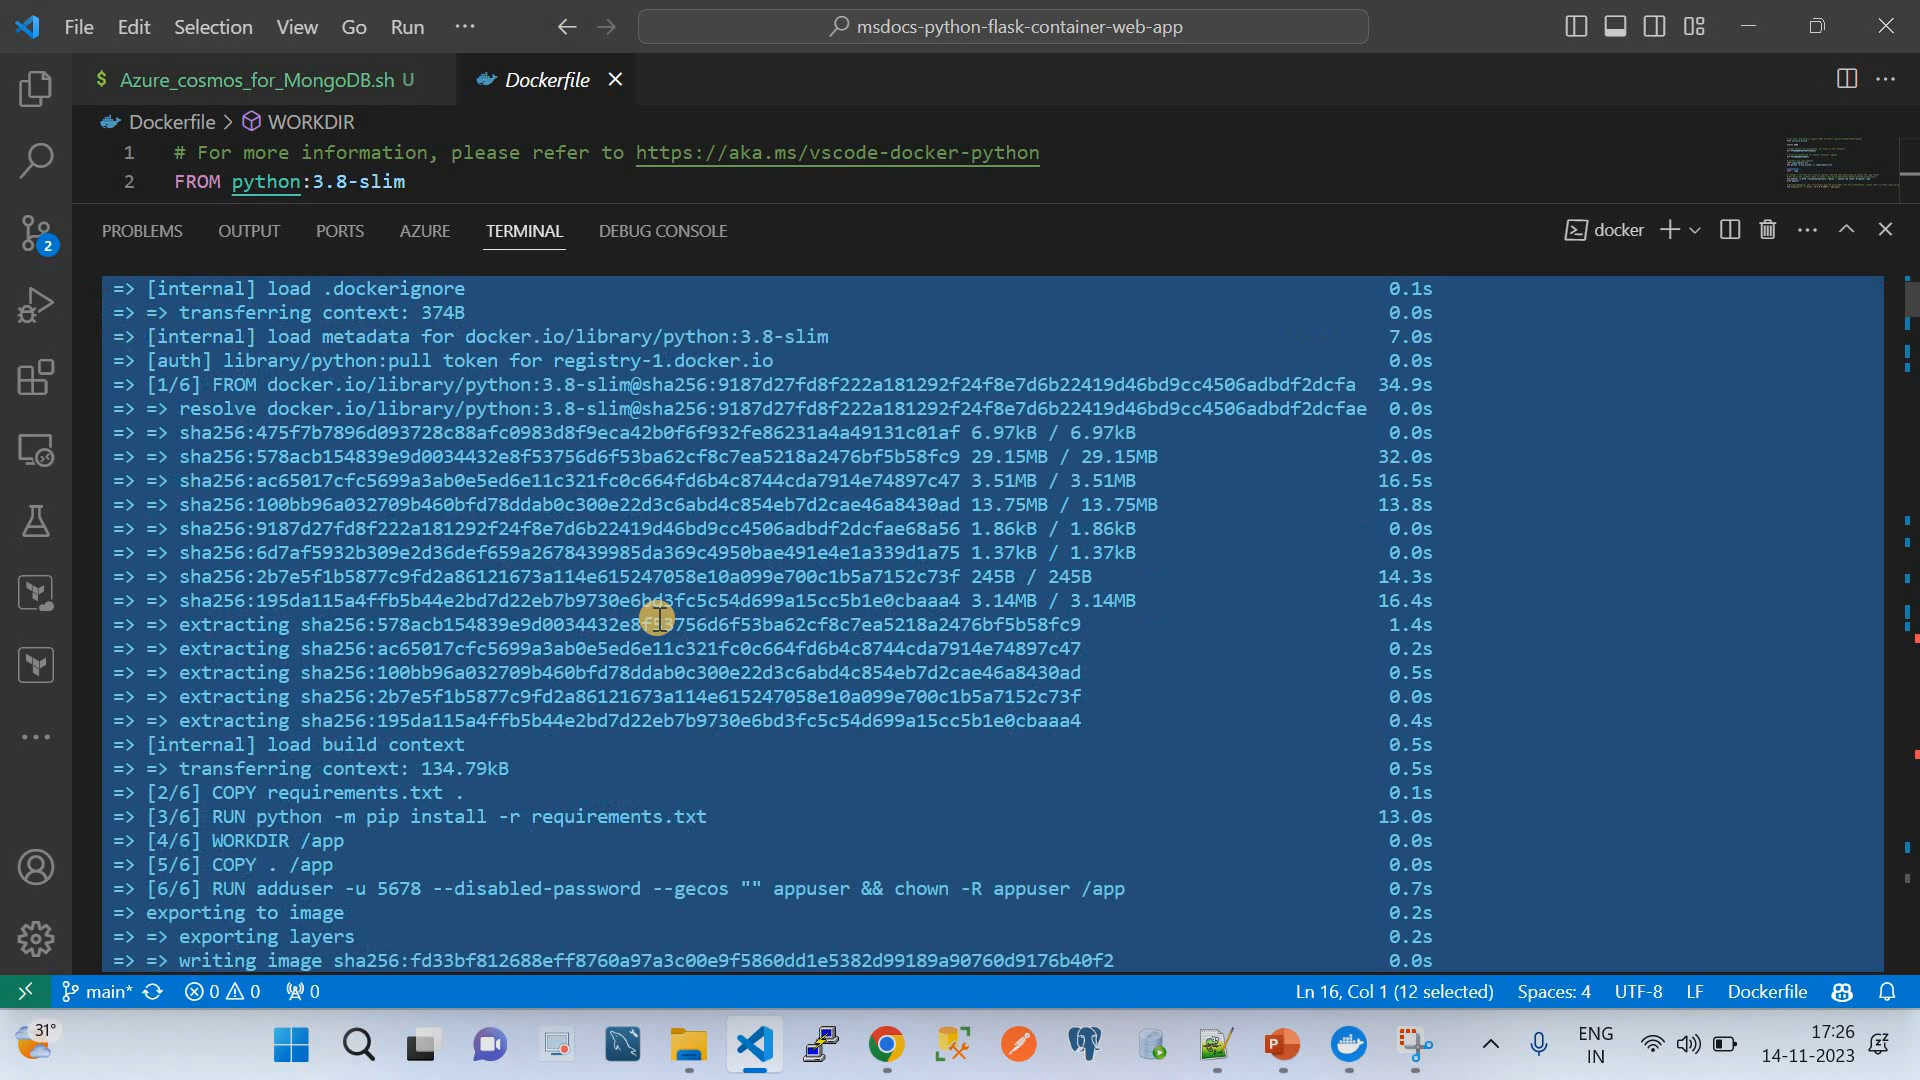 File Edit Selection View Go Run ··· msdocs-python-flask-container-web-app
$ Azure_cosmos_for_MongoDB.sh U Dockerfile
Dockerfile > WORKDIR
1 # For more information, please refer to https://aka.ms/vscode-docker-python
2 FROM python:3.8-slim
PROBLEMS OUTPUT PORTS AZURE TERMINAL DEBUG CONSOLE docker
=> [internal] load .dockerignore 0.1s
=> => transferring context: 374B 0.0s
=> [internal] load metadata for docker.io/library/python:3.8-slim 7.0s
=> [auth] library/python:pull token for registry-1.docker.io 0.0s
=> [1/6] FROM docker.io/library/python:3.8-slim@sha256:9187d27fd8f222a181292f24f8e7d6b22419d46bd9cc4506adbdf2dcfa 34.9s
=> => resolve docker.io/library/python:3.8-slim@sha256:9187d27fd8f222a181292f24f8e7d6b22419d46bd9cc4506adbdf2dcfae 0.0s
=> => sha256:475f7b7896d093728c88afc0983d8f9eca42b0f6f932fe86231a4a49131c01af 6.97kB / 6.97kB 0.0s
=> => sha256:578acb154839e9d0034432e8f53756d6f53ba62cf8c7ea5218a2476bf5b58fc9 29.15MB / 29.15MB 32.0s
=> => sha256:ac65017cfc5699a3ab0e5ed6e11c321fc0c664fd6b4c8744cda7914e74897c47 3.51MB / 3.51MB 16.5s
=> => sha256:100bb96a032709b460bfd78ddab0c300e22d3c6abd4c854eb7d2cae46a8430ad 13.75MB / 13.75MB 13.8s
=> => sha256:9187d27fd8f222a181292f24f8e7d6b22419d46bd9cc4506adbdf2dcfae68a56 1.86kB / 1.86kB 0.0s
=> => sha256:6d7af5932b309e2d36def659a2678439985da369c4950bae491e4e1a339d1a75 1.37kB / 1.37kB 0.0s
=> => sha256:2b7e5f1b5877c9fd2a86121673a114e615247058e10a099e700c1b5a7152c73f 245B / 245B 14.3s
=> => sha256:195da115a4ffb5b44e2bd7d22eb7b9730e6bd3fc5c54d699a15cc5b1e0cbaaa4 3.14MB / 3.14MB 16.4s
=> => extracting sha256:578acb154839e9d0034432e8f53756d6f53ba62cf8c7ea5218a2476bf5b58fc9 1.4s
=> => extracting sha256:ac65017cfc5699a3ab0e5ed6e11c321fc0c664fd6b4c8744cda7914e74897c47 0.2s
=> => extracting sha256:100bb96a032709b460bfd78ddab0c300e22d3c6abd4c854eb7d2cae46a8430ad 0.5s
=> => extracting sha256:2b7e5f1b5877c9fd2a86121673a114e615247058e10a099e700c1b5a7152c73f 0.0s
=> => extracting sha256:195da115a4ffb5b44e2bd7d22eb7b9730e6bd3fc5c54d699a15cc5b1e0cbaaa4 0.4s
=> [internal] load build context 0.5s
=> => transferring context: 134.79kB 0.5s
=> [2/6] COPY requirements.txt . 0.1s
=> [3/6] RUN python -m pip install -r requirements.txt 13.0s
=> [4/6] WORKDIR /app 0.0s
=> [5/6] COPY . /app 0.0s
=> [6/6] RUN adduser -u 5678 --disabled-password --gecos "" appuser && chown -R appuser /app 0.7s
=> exporting to image 0.2s
=> => exporting layers 0.2s
=> => writing image sha256:fd33bf812688eff8760a97a3c00e9f5860dd1e5382d99189a90760d9176b40f2 0.0s
2
main* 0 0 0 Ln 16, Col 1 (12 selected) Spaces: 4 UTF-8 LF Dockerfile
31° ENG 17:26
IN 14-11-2023